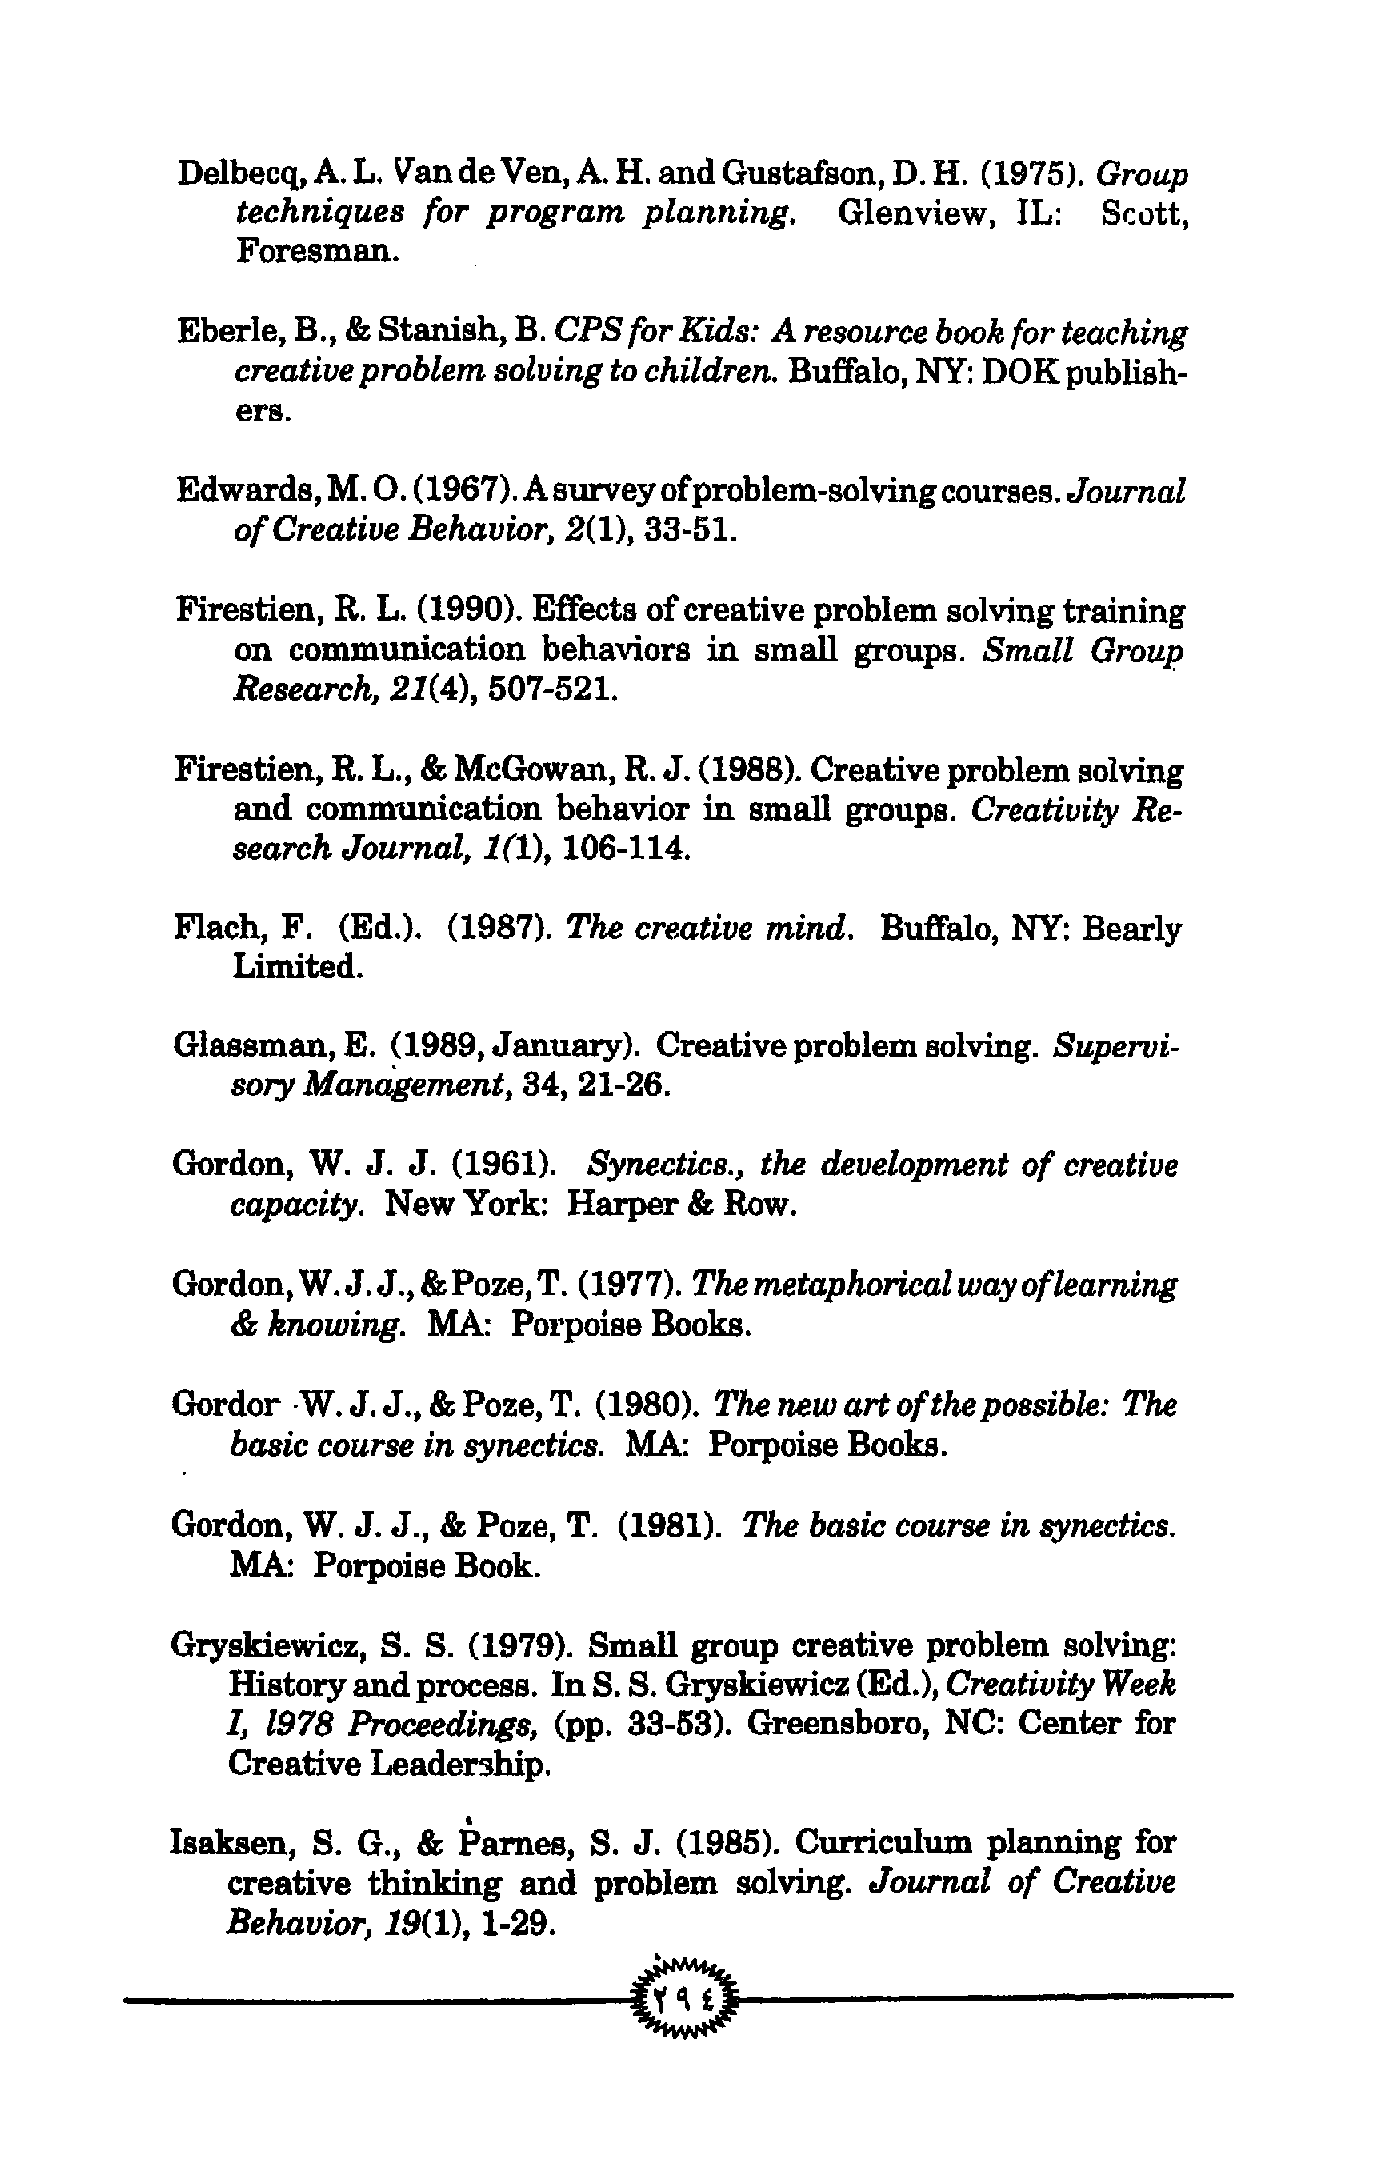 Delbecq, A. L. Van de Ven, A. H. and Gustafson, D. H. (1975). Group
techniques for program planning. Glenview, IL: Scott,
Foresman.
Eberle, B., & Stanish, B. CPS for Kids: A resource book for teaching
creative problem solving to children. Buffalo, NY: DOK publish-
ers.
Edwards, M. O. (1967). A survey of problem-solving courses. Journal
of Creative Behavior, 2(1), 33-51.
Firestien, R. L. (1990). Effects of creative problem solving training
on communication behaviors in small groups. Small Group
Research, 21(4), 507-521.
Firestien, R. L., & McGowan, R. J. (1988). Creative problem solving
and communication behavior in small groups. Creativity Re-
search Journal, 1(1), 106-114.
Flach, F. (Ed.). (1987). The creative mind. Buffalo, NY: Bearly
Limited.
Glassman, E. (1989, January). Creative problem solving. Supervi-
sory Management, 34, 21-26.
Gordon, W. J. J. (1961). Synectics., the development of creative
capacity. New York: Harper & Row.
Gordon, W. J. J., & Poze, T. (1977). The metaphorical way of learning
& knowing. MA: Porpoise Books.
Gordor W. J. J., & Poze, T. (1980). The new art of the possible: The
basic course in synectics. MA: Porpoise Books.
Gordon, W. J. J., & Poze, T. (1981). The basic course in synectics.
MA: Porpoise Book.
Gryskiewicz, S. S. (1979). Small group creative problem solving:
History and process. In S. S. Gryskiewicz (Ed.), Creativity Week
I, 1978 Proceedings, (pp. 33-53). Greensboro, NC: Center for
Creative Leadership.
Isaksen, S. G., & Parnes, S. J. (1985). Curriculum planning for
creative thinking and problem solving. Journal of Creative
Behavior, 19(1), 1-29.
٢٩٤